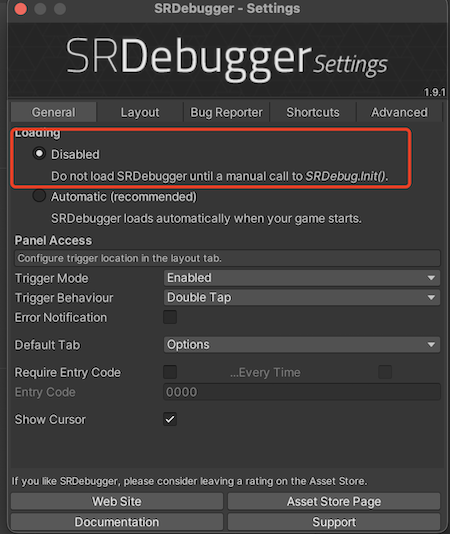 SRDebugger - Settings
SRDebugger Settings
1.9.1
General Layout Bug Reporter Shortcuts Advanced
Loading
Disabled
Do not load SRDebugger until a manual call to SRDebug.Init().
Automatic (recommended)
SRDebugger loads automatically when your game starts.
Panel Access
Configure trigger location in the layout tab.
Trigger Mode Enabled
Trigger Behaviour Double Tap
Error Notification
Default Tab Options
Require Entry Code ...Every Time
Entry Code 0000
Show Cursor
If you like SRDebugger, please consider leaving a rating on the Asset Store.
Web Site Asset Store Page
Documentation Support